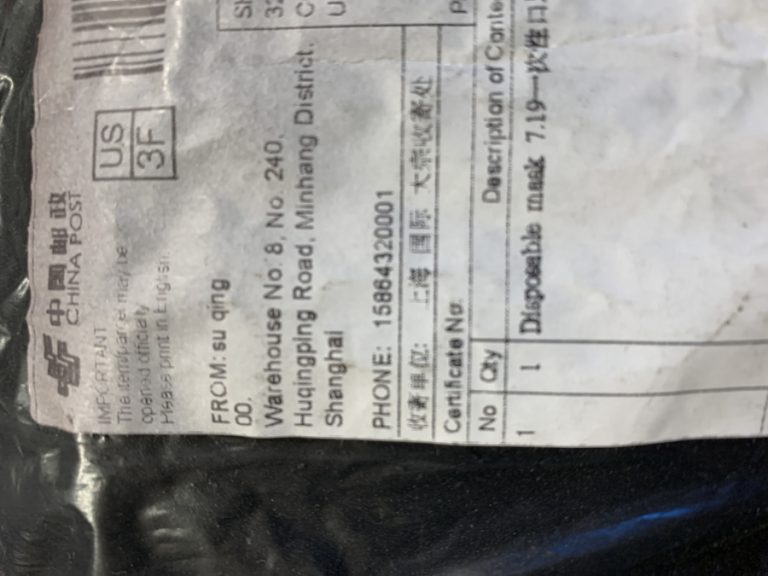 中国邮政
CHINA POST
IMPORTANT
The item/parcel may be
opened officially
Please print in English
US
3F
FROM: su qing
00.
Warehouse No. 8, No. 240,
Huqingping Road, Minhang District,
Shanghai
PHONE: 15864320001
收寄单位: 上海 国际 大宗收寄处
Certificate No.
No Qty Description of Conte
1 1 Disposable mask 7.19一次性口